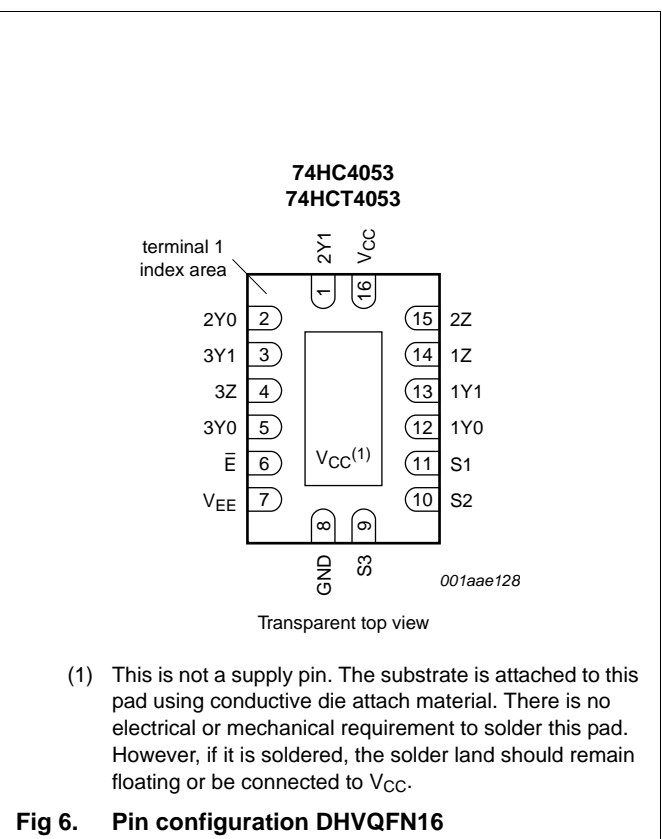 74HC4053
74HCT4053
terminal 1
index area
2Y1
VCC
1
16
2Y0 2
15 2Z
3Y1 3
14 1Z
3Z 4
13 1Y1
3Y0 5
12 1Y0
E̅ 6
VCC(1)
11 S1
VEE 7
10 S2
8
9
GND
S3
001aae128
Transparent top view
(1) This is not a supply pin. The substrate is attached to this
pad using conductive die attach material. There is no
electrical or mechanical requirement to solder this pad.
However, if it is soldered, the solder land should remain
floating or be connected to VCC.
Fig 6. Pin configuration DHVQFN16